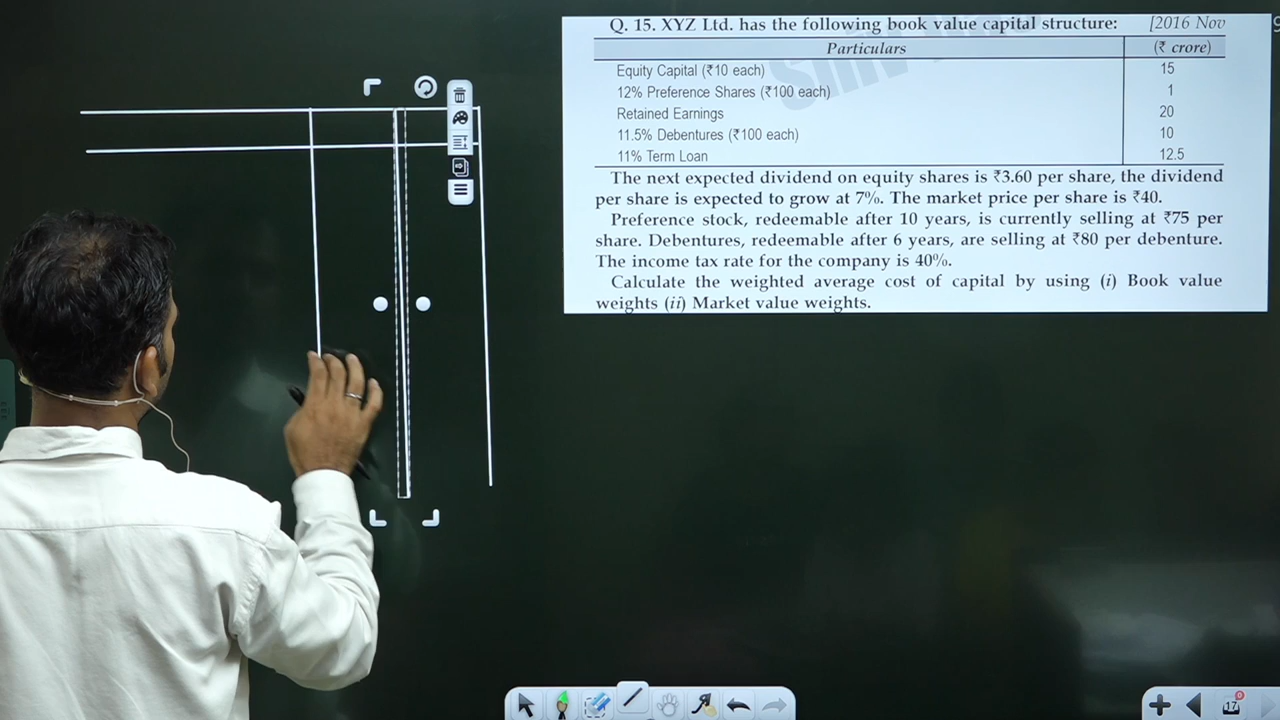 Q. 15. XYZ Ltd. has the following book value capital structure: [2016 Nov
Particulars (₹ crore)
Equity Capital (₹10 each) 15
12% Preference Shares (₹100 each) 1
Retained Earnings 20
11.5% Debentures (₹100 each) 10
11% Term Loan 12.5
The next expected dividend on equity shares is ₹3.60 per share, the dividend
per share is expected to grow at 7%. The market price per share is ₹40.
Preference stock, redeemable after 10 years, is currently selling at ₹75 per
share. Debentures, redeemable after 6 years, are selling at ₹80 per debenture.
The income tax rate for the company is 40%.
Calculate the weighted average cost of capital by using (i) Book value
weights (ii) Market value weights.
17